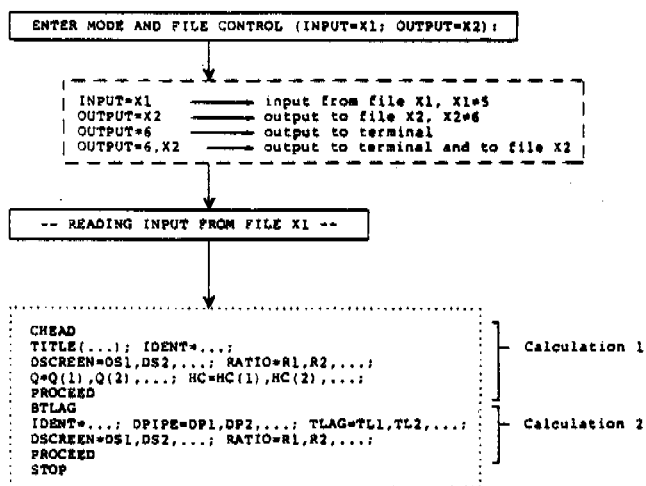 ENTER MODE AND FILE CONTROL (INPUT=X1; OUTPUT=X2):
INPUT=X1 input from file X1, X1≠5
OUTPUT=X2 output to file X2, X2≠6
OUTPUT=6 output to terminal
OUTPUT=6,X2 output to terminal and to file X2
-- READING INPUT FROM FILE X1 --
CHEAD
TITLE(...); IDENT=...;
DSCREEN=DS1,DS2,...; RATIO=R1,R2,...;
Q=Q(1),Q(2),...; HC=HC(1),HC(2),...;
PROCEED
Calculation 1
BTLAG
IDENT=...; DPIPE=DP1,DP2,...; TLAG=TL1,TL2,...;
DSCREEN=DS1,DS2,...; RATIO=R1,R2,...;
PROCEED
Calculation 2
STOP